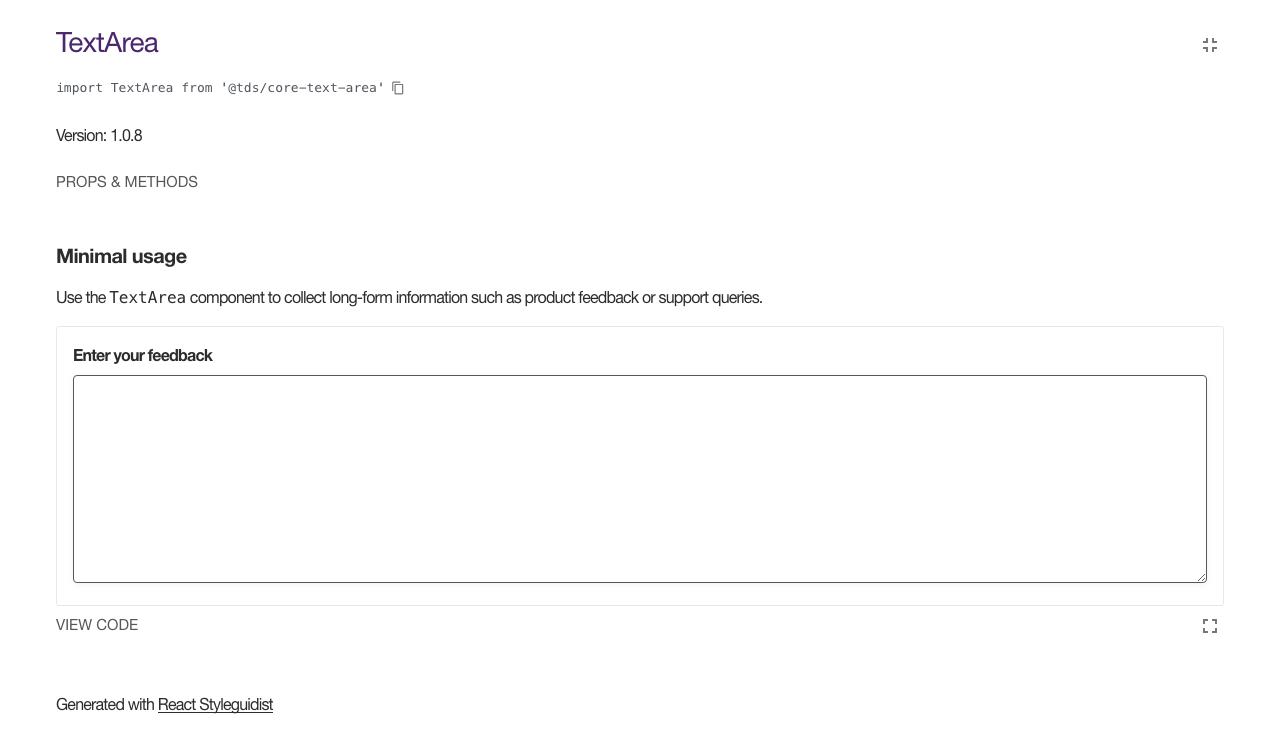 TextArea
import TextArea from '@tds/core-text-area'
Version: 1.0.8
PROPS & METHODS
Minimal usage
Use the TextArea component to collect long-form information such as product feedback or support queries.
Enter your feedback
VIEW CODE
Generated with React Styleguidist